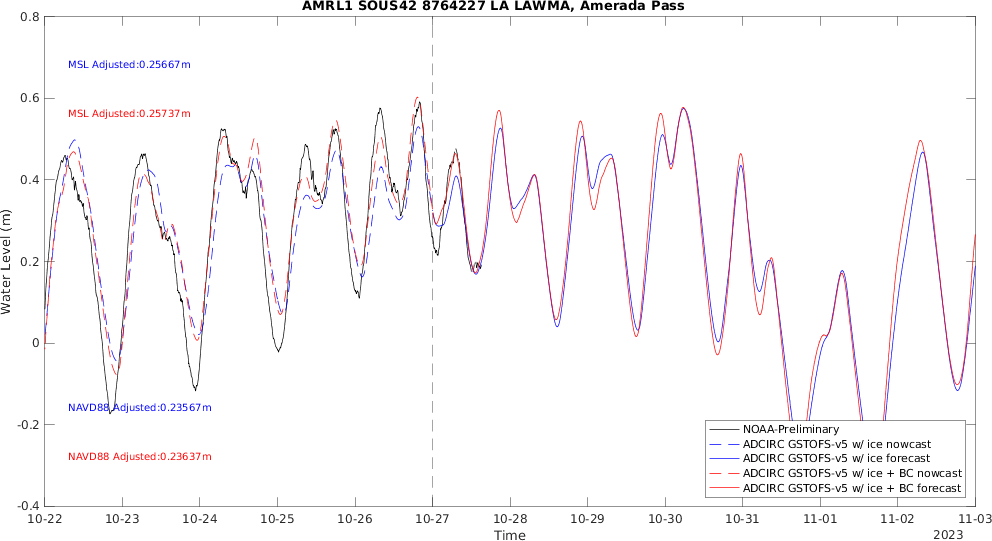 AMRL1 SOUS42 8764227 LA LAWMA, Amerada Pass
0.8
0.6
0.4
0.2
0
-0.2
-0.4
Water Level (m)
MSL Adjusted:0.25667m
MSL Adjusted:0.25737m
NAVD88 Adjusted:0.23567m
NAVD88 Adjusted:0.23637m
NOAA-Preliminary
ADCIRC GSTOFS-v5 w/ ice nowcast
ADCIRC GSTOFS-v5 w/ ice forecast
ADCIRC GSTOFS-v5 w/ ice + BC nowcast
ADCIRC GSTOFS-v5 w/ ice + BC forecast
10-22 10-23 10-24 10-25 10-26 10-27 10-28 10-29 10-30 10-31 11-01 11-02 11-03
Time
2023